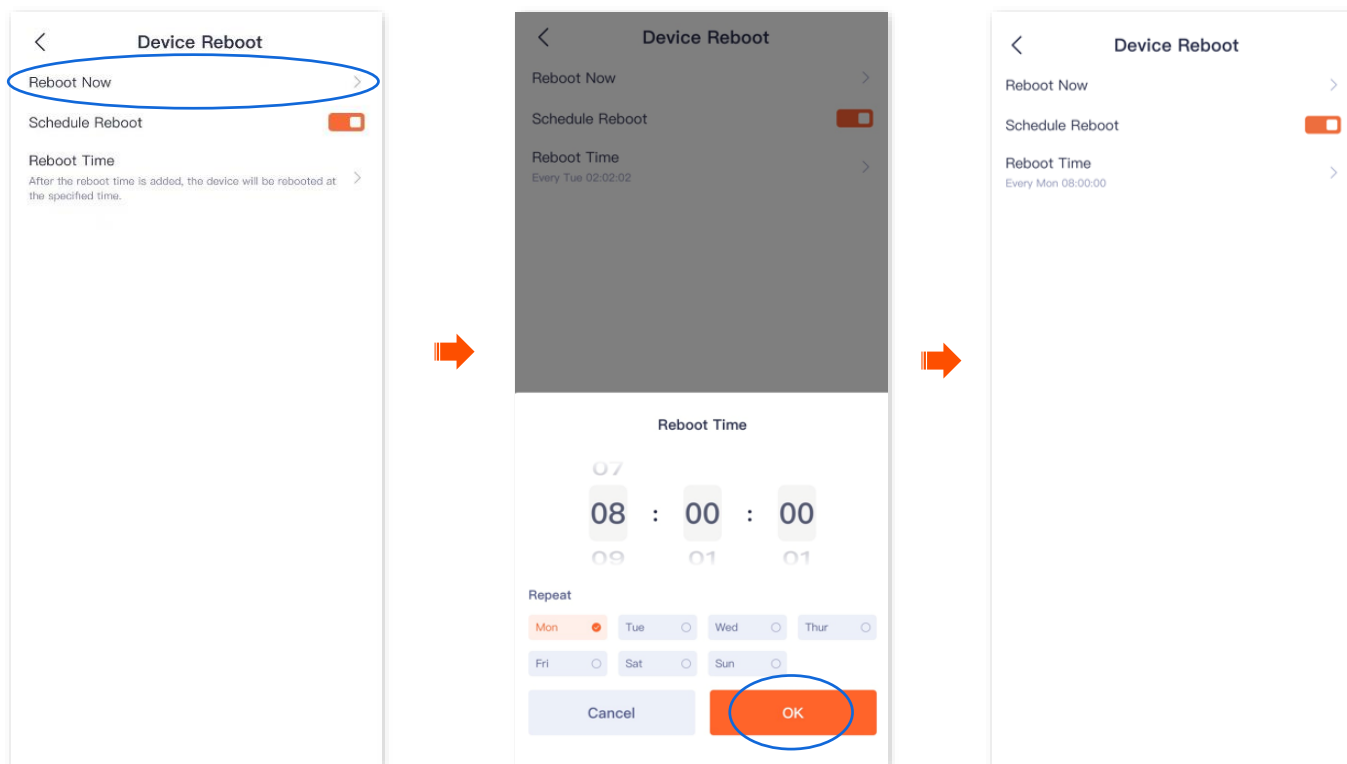 Device Reboot
Reboot Now
Schedule Reboot
Reboot Time
After the reboot time is added, the device will be rebooted at
the specified time.
Device Reboot
Reboot Now
Schedule Reboot
Reboot Time
Every Tue 02:02:02
Reboot Time
07
08 : 00 : 00
09 01 01
Repeat
Mon Tue Wed Thur
Fri Sat Sun
Cancel OK
Device Reboot
Reboot Now
Schedule Reboot
Reboot Time
Every Mon 08:00:00